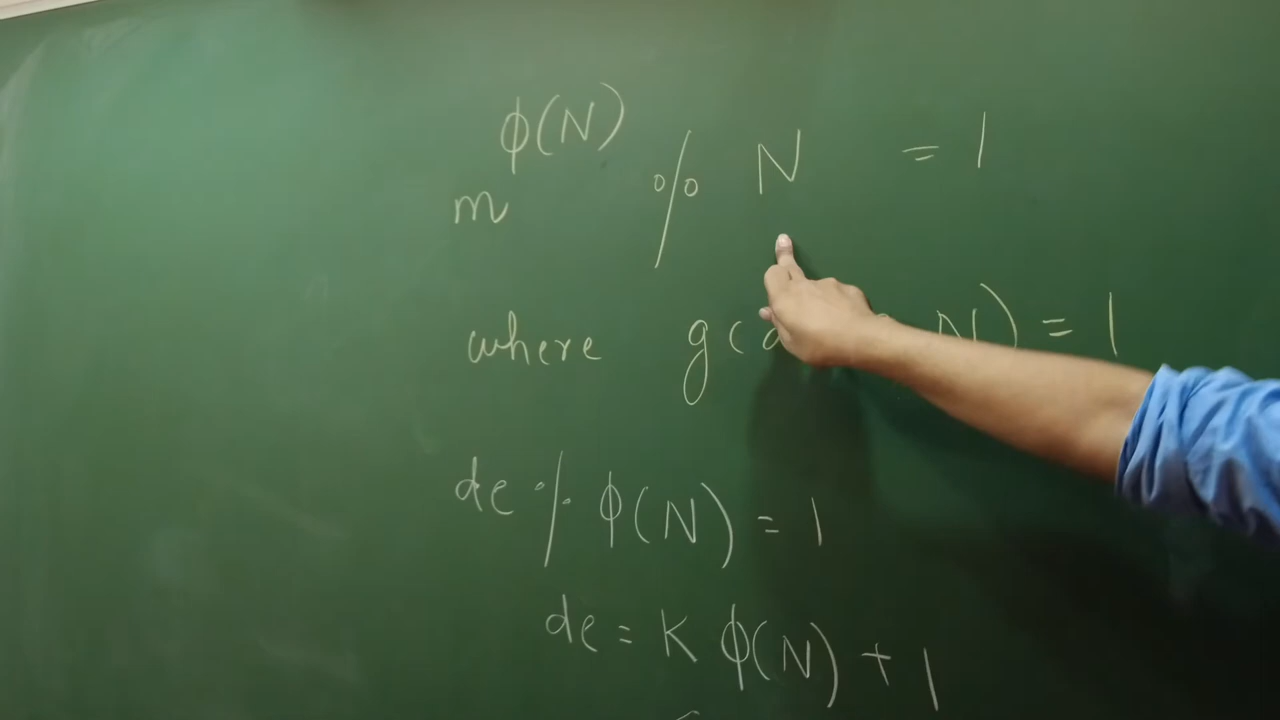 m^ϕ(N) % N = 1
where gcd N) = 1
de % ϕ(N) = 1
de = K ϕ(N) + 1